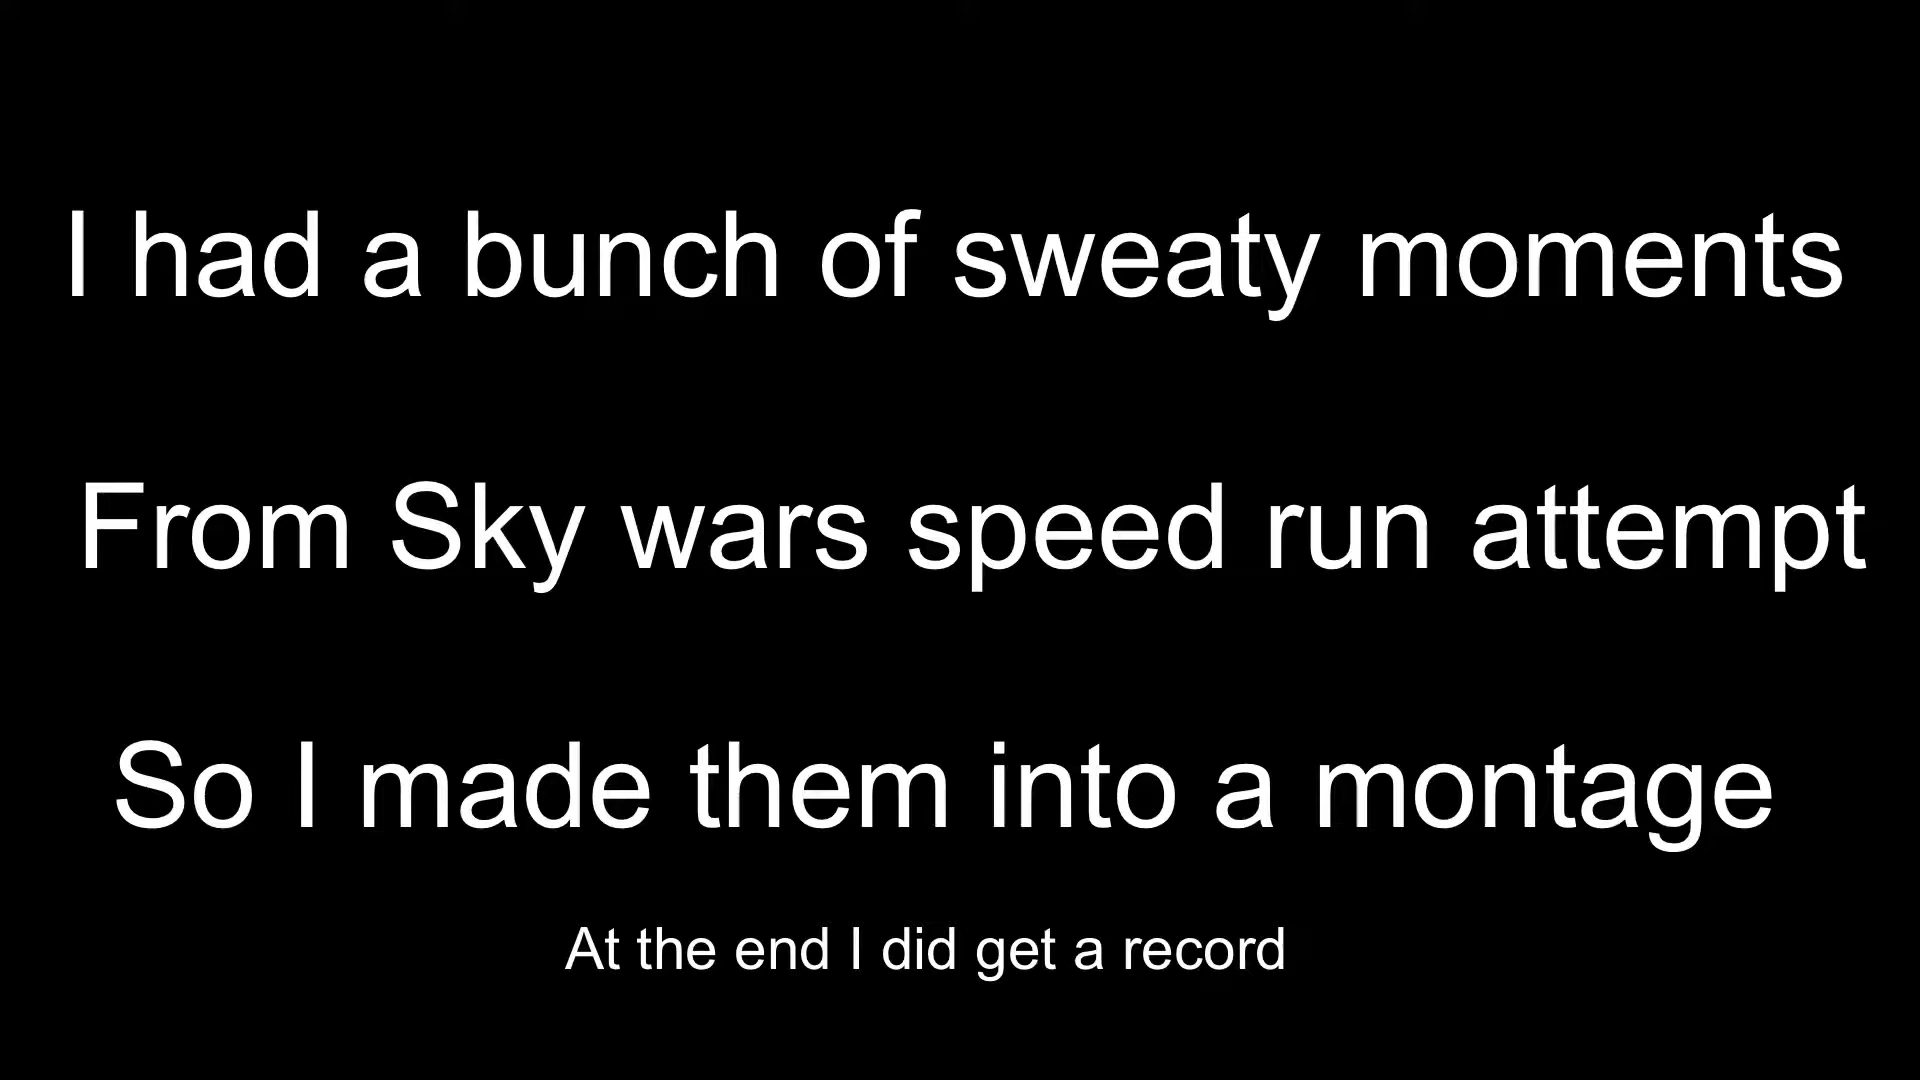 I had a bunch of sweaty moments
From Sky wars speed run attempt
So I made them into a montage
At the end I did get a record